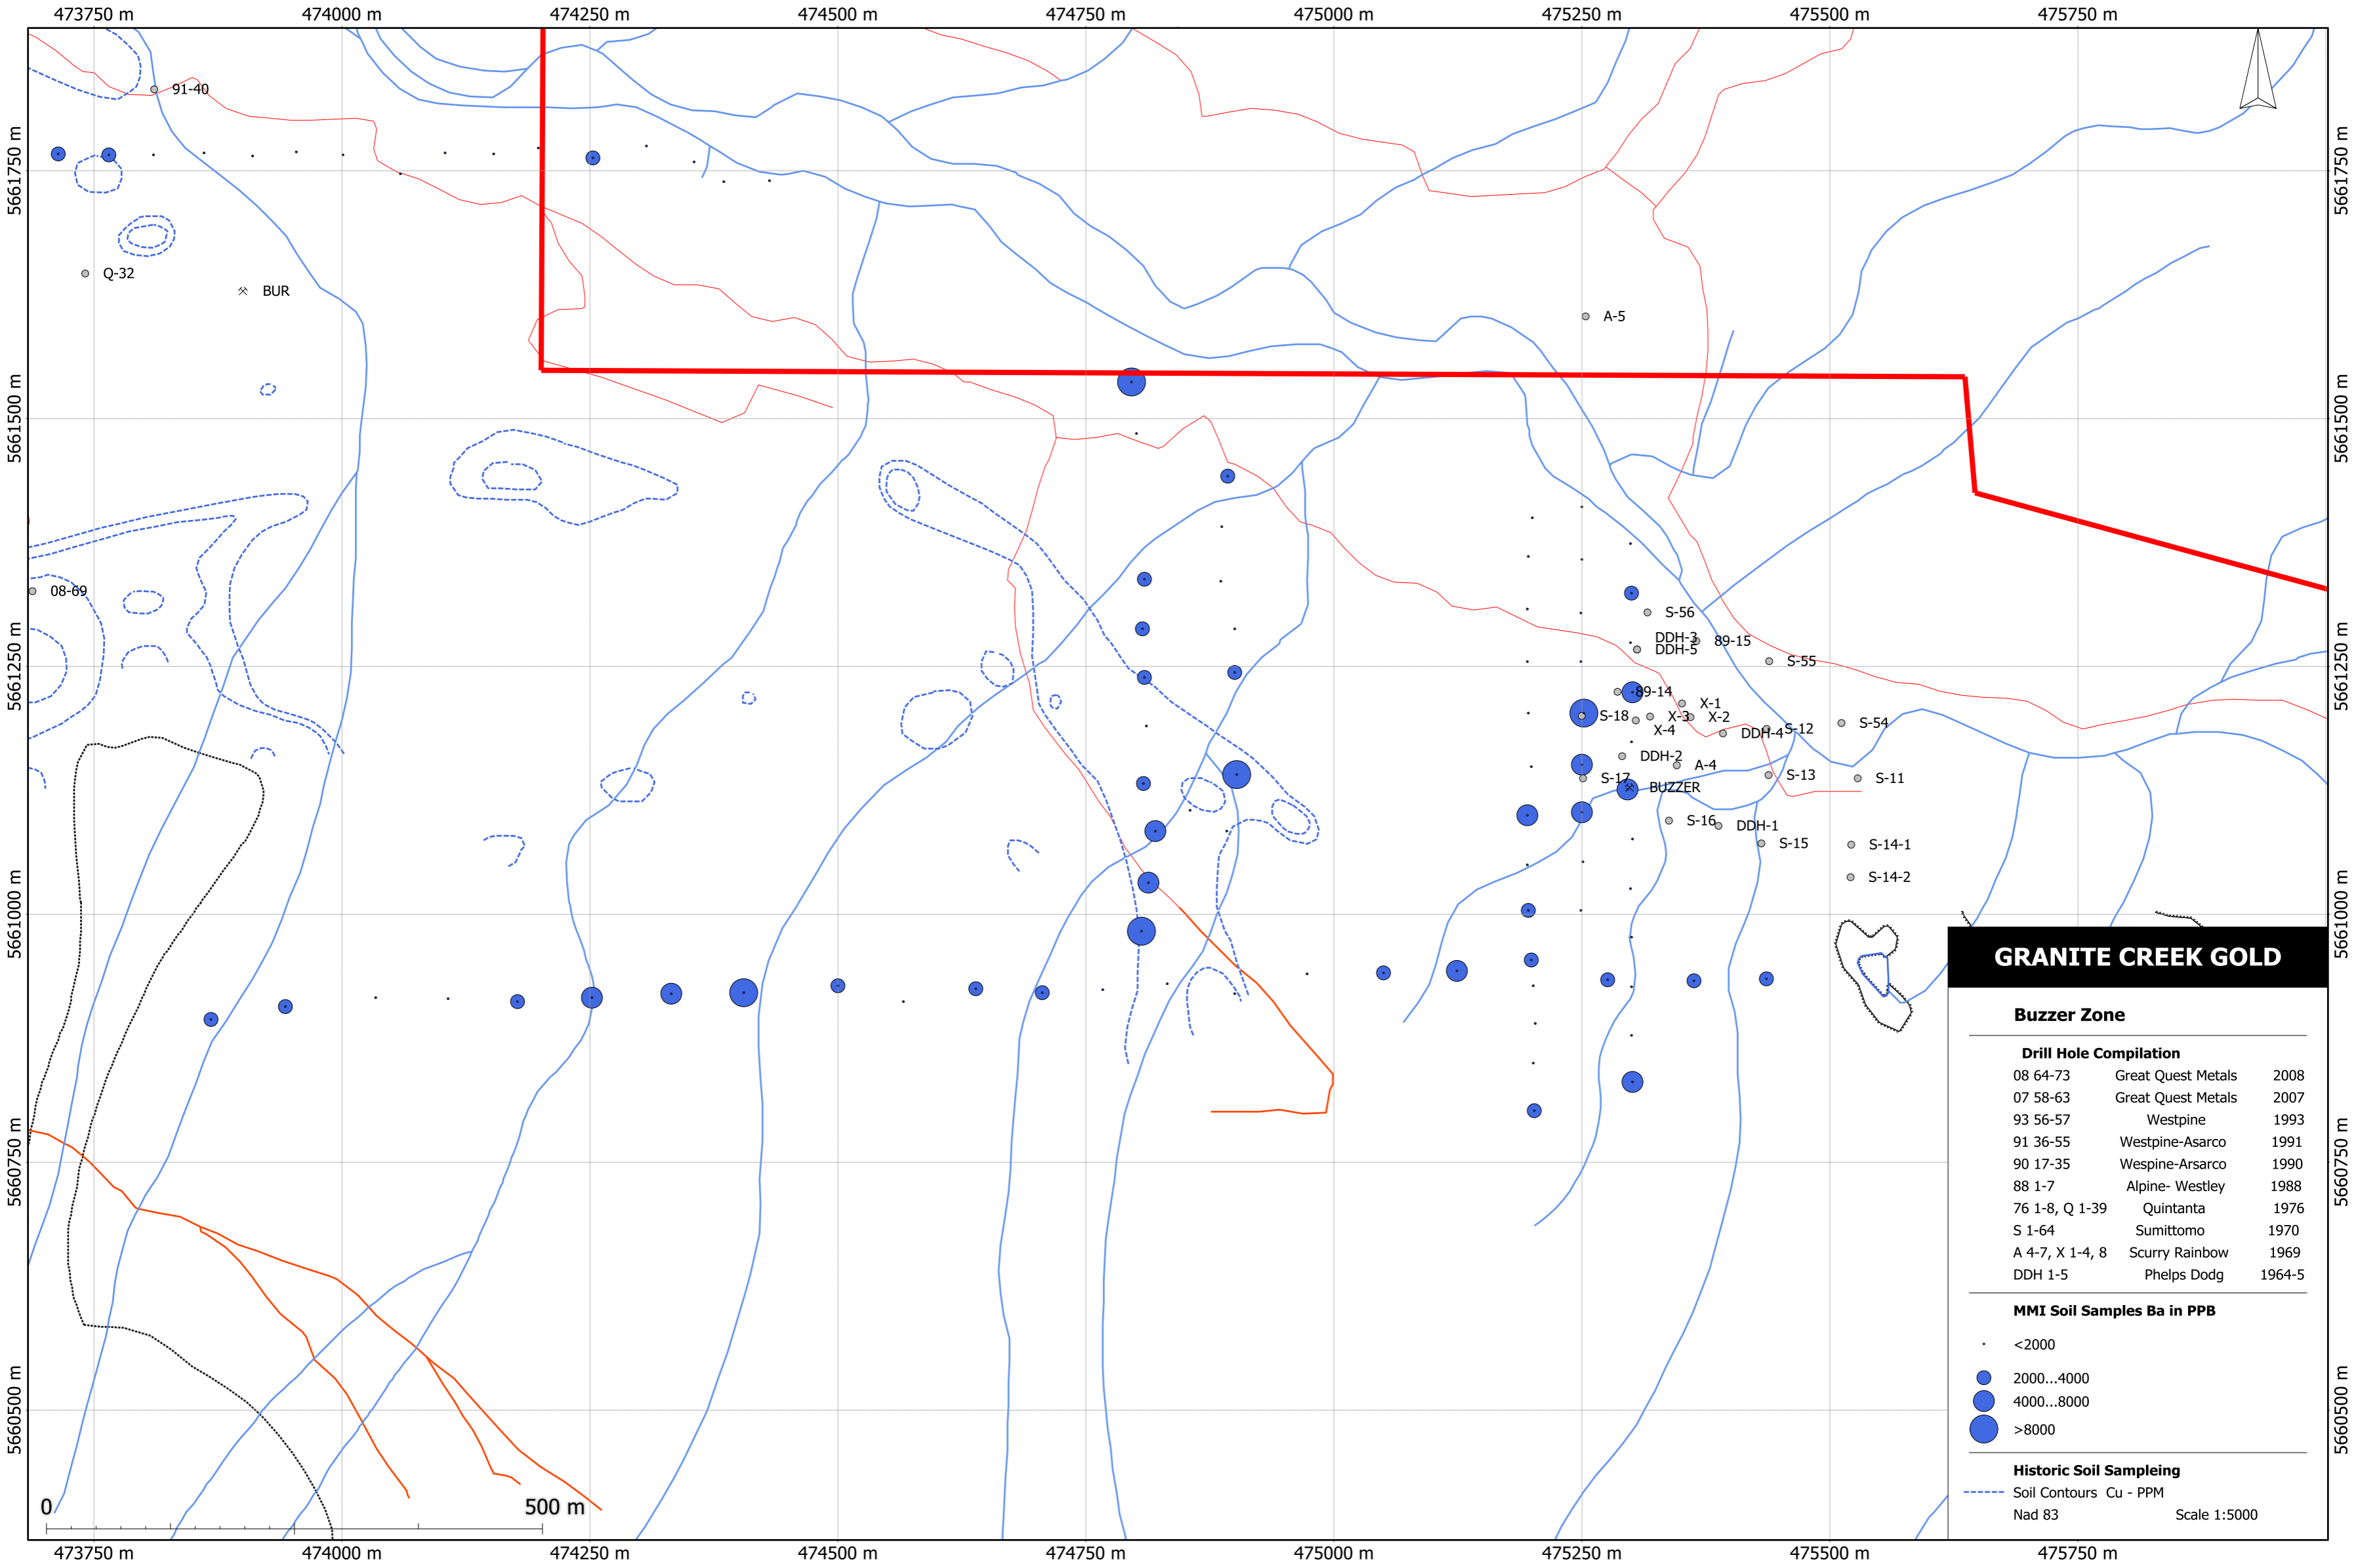 473750 m 474000 m 474250 m 474500 m 474750 m 475000 m 475250 m 475500 m 475750 m
5661750 m
5661500 m
5661250 m
5661000 m
5660750 m
5660500 m
91-40
Q-32
BUR
08-69
A-5
S-56
DDH-3
89-15
DDH-5
S-55
89-14
X-1
S-18
X-3
X-2
X-4
S-12
DDH-4
S-54
DDH-2
A-4
S-17
S-13
S-11
BUZZER
S-16
DDH-1
S-15
S-14-1
S-14-2
GRANITE CREEK GOLD
Buzzer Zone
Drill Hole Compilation
08 64-73 Great Quest Metals 2008
07 58-63 Great Quest Metals 2007
93 56-57 Westpine 1993
91 36-55 Westpine-Asarco 1991
90 17-35 Wespine-Arsarco 1990
88 1-7 Alpine- Westley 1988
76 1-8, Q 1-39 Quintanta 1976
S 1-64 Sumittomo 1970
A 4-7, X 1-4, 8 Scurry Rainbow 1969
DDH 1-5 Phelps Dodg 1964-5
MMI Soil Samples Ba in PPB
<2000
2000...4000
4000...8000
>8000
Historic Soil Sampleing
Soil Contours Cu - PPM
Nad 83 Scale 1:5000
0 500 m
5661750 m
5661500 m
5661250 m
5661000 m
5660750 m
5660500 m
473750 m 474000 m 474250 m 474500 m 474750 m 475000 m 475250 m 475500 m 475750 m